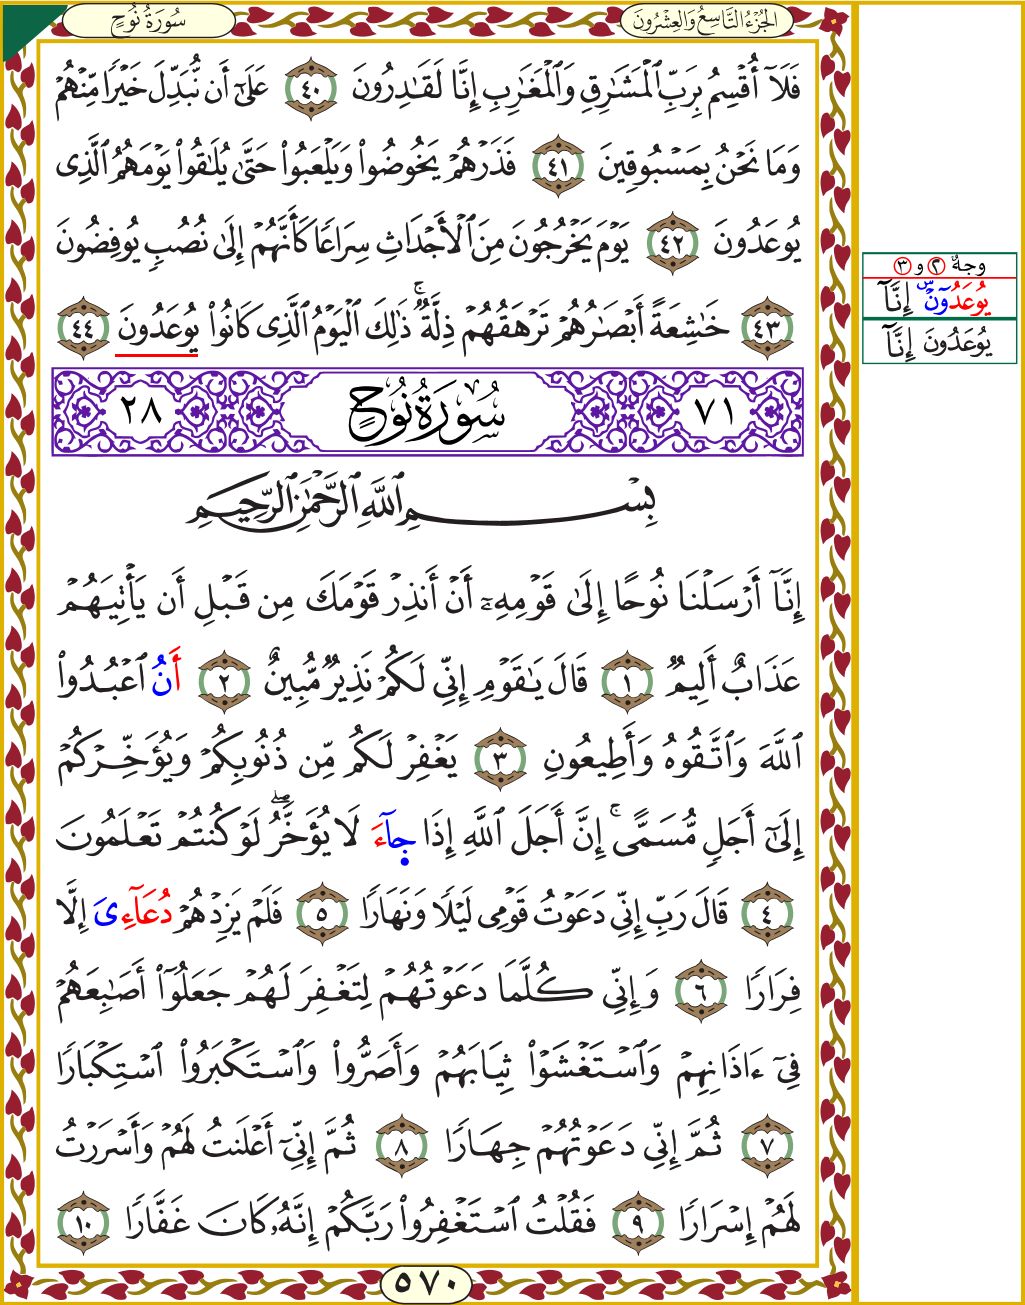 سُورَةُ نُوحٍ
الجُزْءُ التَّاسِعُ وَالعِشْرُونَ
فَلَآ أُقْسِمُ بِرَبِّ ٱلْمَشَٰرِقِ وَٱلْمَغَٰرِبِ إِنَّا لَقَٰدِرُونَ ٤٠ عَلَىٰٓ أَن نُّبَدِّلَ خَيْرًا مِّنْهُمْ
وَمَا نَحْنُ بِمَسْبُوقِينَ ٤١ فَذَرْهُمْ يَخُوضُوا۟ وَيَلْعَبُوا۟ حَتَّىٰ يُلَٰقُوا۟ يَوْمَهُمُ ٱلَّذِى
يُوعَدُونَ ٤٢ يَوْمَ يَخْرُجُونَ مِنَ ٱلْأَجْدَاثِ سِرَاعًا كَأَنَّهُمْ إِلَىٰ نُصُبٍ يُوفِضُونَ
٤٣ خَٰشِعَةً أَبْصَٰرُهُمْ تَرْهَقُهُمْ ذِلَّةٌ ۚ ذَٰلِكَ ٱلْيَوْمُ ٱلَّذِى كَانُوا۟ يُوعَدُونَ ٤٤
وجهٌ ٢ و ٣
يُوعَدُونَ س إِنَّآ
يُوعَدُونَ إِنَّآ
٧١ سُورَةُ نُوحٍ ٢٨
بِسْمِ ٱللَّهِ ٱلرَّحْمَٰنِ ٱلرَّحِيمِ
إِنَّآ أَرْسَلْنَا نُوحًا إِلَىٰ قَوْمِهِۦٓ أَنْ أَنذِرْ قَوْمَكَ مِن قَبْلِ أَن يَأْتِيَهُمْ
عَذَابٌ أَلِيمٌ ١ قَالَ يَٰقَوْمِ إِنِّى لَكُمْ نَذِيرٌ مُّبِينٌ ٢ أَنُ ٱعْبُدُوا۟
ٱللَّهَ وَٱتَّقُوهُ وَأَطِيعُونِ ٣ يَغْفِرْ لَكُم مِّن ذُنُوبِكُمْ وَيُؤَخِّرْكُمْ
إِلَىٰٓ أَجَلٍ مُّسَمًّى ۚ إِنَّ أَجَلَ ٱللَّهِ إِذَا جَآءَ لَا يُؤَخَّرُ ۖ لَوْ كُنتُمْ تَعْلَمُونَ
٤ قَالَ رَبِّ إِنِّى دَعَوْتُ قَوْمِى لَيْلًا وَنَهَارًا ٥ فَلَمْ يَزِدْهُمْ دُعَآءِىَ إِلَّا
فِرَارًا ٦ وَإِنِّى كُلَّمَا دَعَوْتُهُمْ لِتَغْفِرَ لَهُمْ جَعَلُوٓا۟ أَصَٰبِعَهُمْ
فِىٓ ءَاذَانِهِمْ وَٱسْتَغْشَوْا۟ ثِيَابَهُمْ وَأَصَرُّوا۟ وَٱسْتَكْبَرُوا۟ ٱسْتِكْبَارًا
٧ ثُمَّ إِنِّى دَعَوْتُهُمْ جِهَارًا ٨ ثُمَّ إِنِّىٓ أَعْلَنتُ لَهُمْ وَأَسْرَرْتُ
لَهُمْ إِسْرَارًا ٩ فَقُلْتُ ٱسْتَغْفِرُوا۟ رَبَّكُمْ إِنَّهُۥ كَانَ غَفَّارًا ١٠
٥٧٠